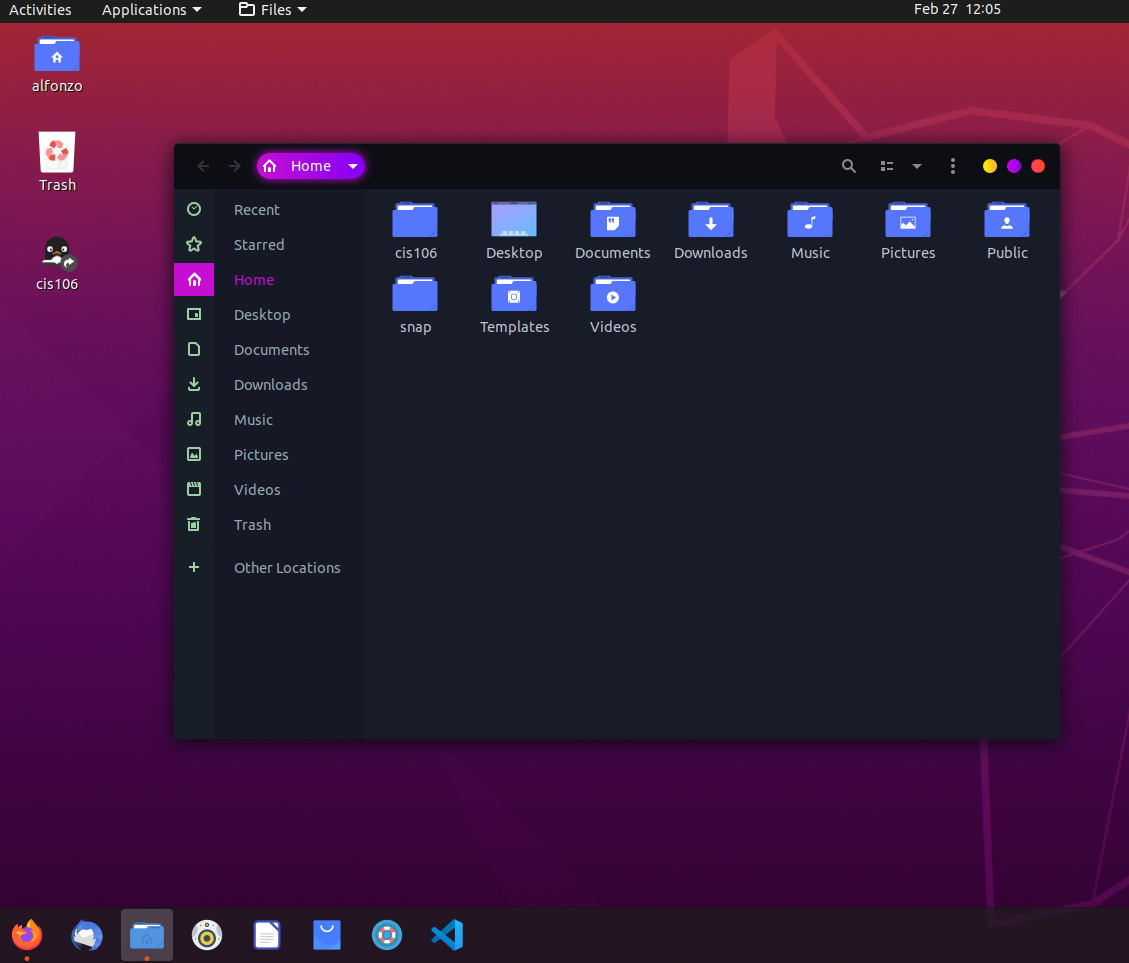 Activities Applications Files Feb 27 12:05
alfonzo
Trash
cis106
Home
Recent
Starred
Home
Desktop
Documents
Downloads
Music
Pictures
Videos
Trash
Other Locations
cis106 Desktop Documents Downloads Music Pictures Public
snap Templates Videos